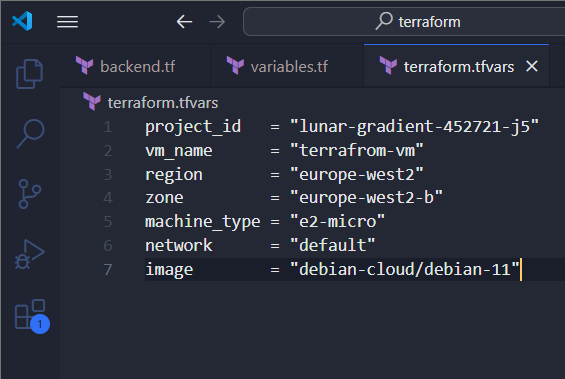 terraform
backend.tf variables.tf terraform.tfvars
terraform.tfvars
1 project_id = "lunar-gradient-452721-j5"
2 vm_name = "terrafrom-vm"
3 region = "europe-west2"
4 zone = "europe-west2-b"
5 machine_type = "e2-micro"
6 network = "default"
7 image = "debian-cloud/debian-11"
1